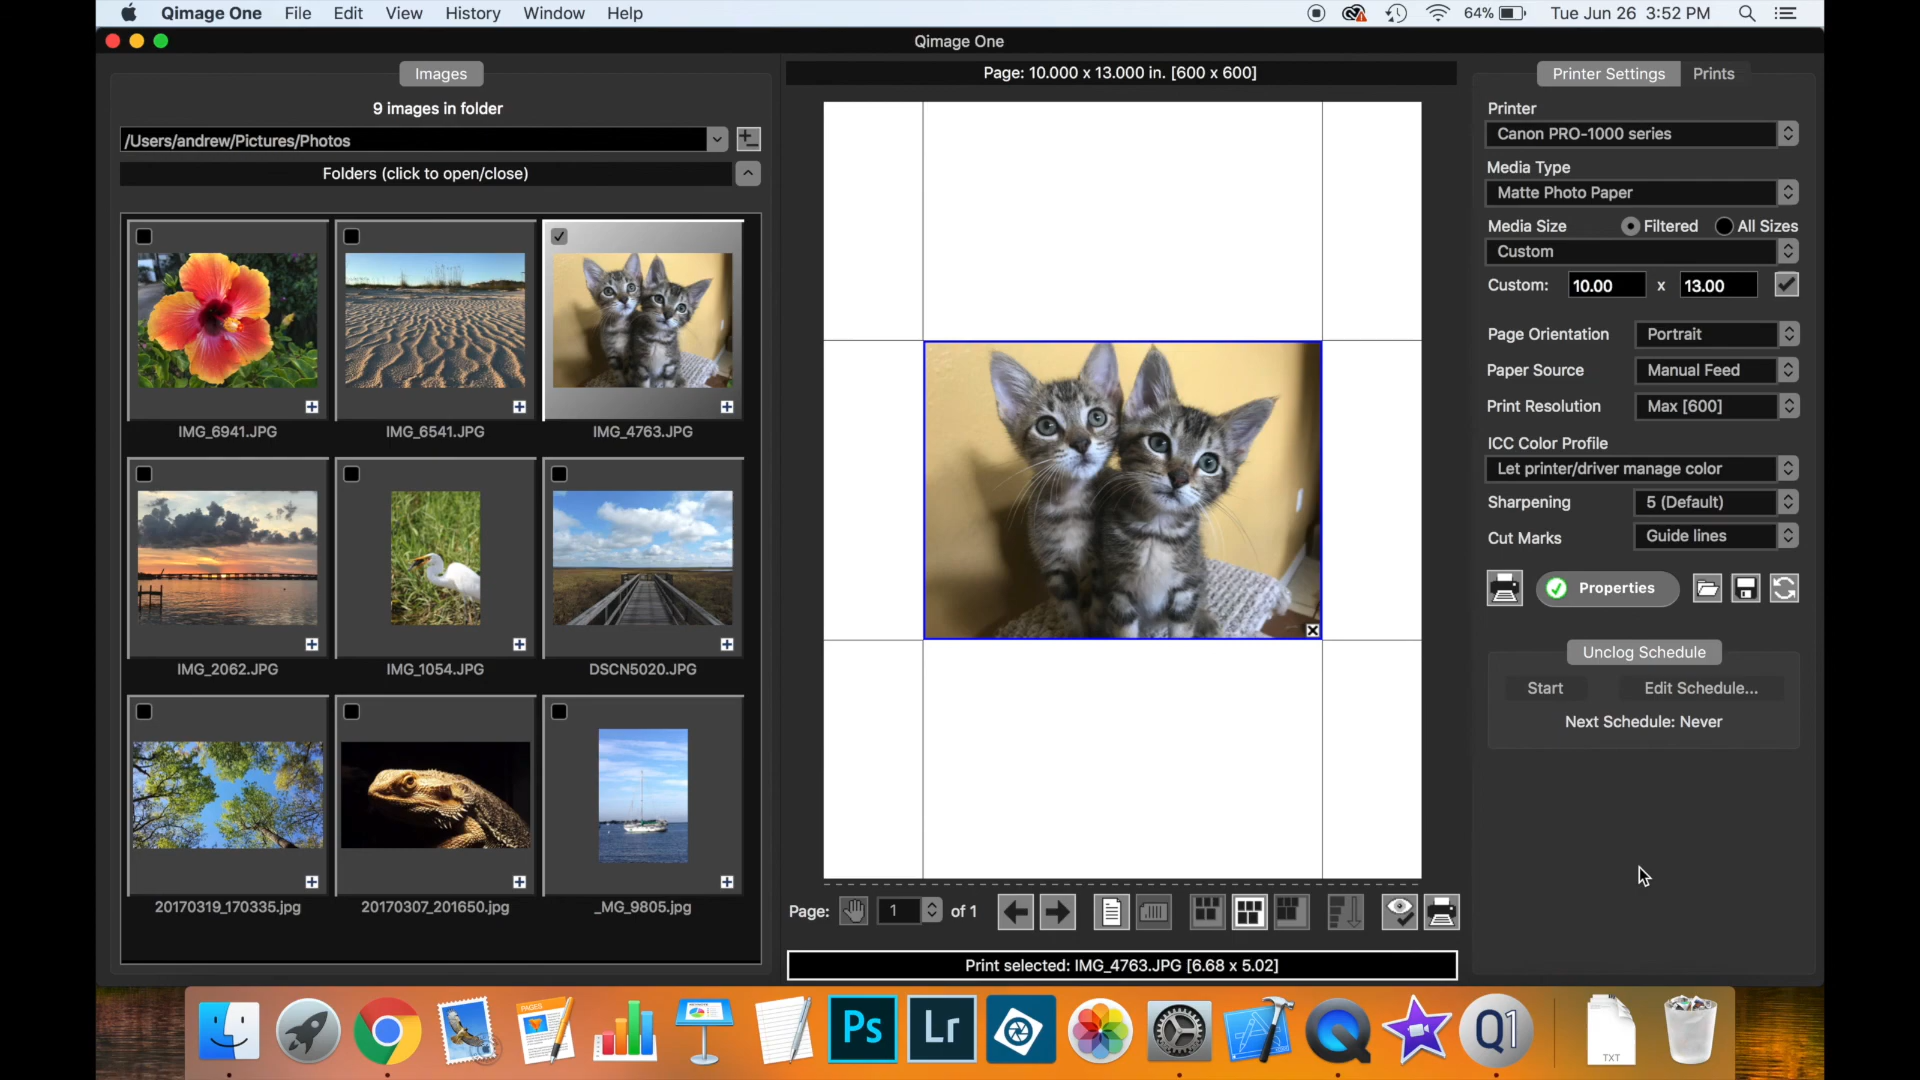 Qimage One File Edit View History Window Help
64% Tue Jun 26 3:52 PM
Qimage One
Images
9 images in folder
/Users/andrew/Pictures/Photos
Folders (click to open/close)
IMG_6941.JPG IMG_6541.JPG IMG_4763.JPG
IMG_2062.JPG IMG_1054.JPG DSCN5020.JPG
20170319_170335.jpg 20170307_201650.jpg _MG_9805.jpg
Page: 10.000 x 13.000 in. [600 x 600]
Page: 1 of 1
Print selected: IMG_4763.JPG [6.68 x 5.02]
Printer Settings Prints
Printer
Canon PRO-1000 series
Media Type
Matte Photo Paper
Media Size Filtered All Sizes
Custom
Custom: 10.00 x 13.00
Page Orientation Portrait
Paper Source Manual Feed
Print Resolution Max [600]
ICC Color Profile
Let printer/driver manage color
Sharpening 5 (Default)
Cut Marks Guide lines
Properties
Unclog Schedule
Start Edit Schedule...
Next Schedule: Never
PAGES
Ps Lr Q1 TXT